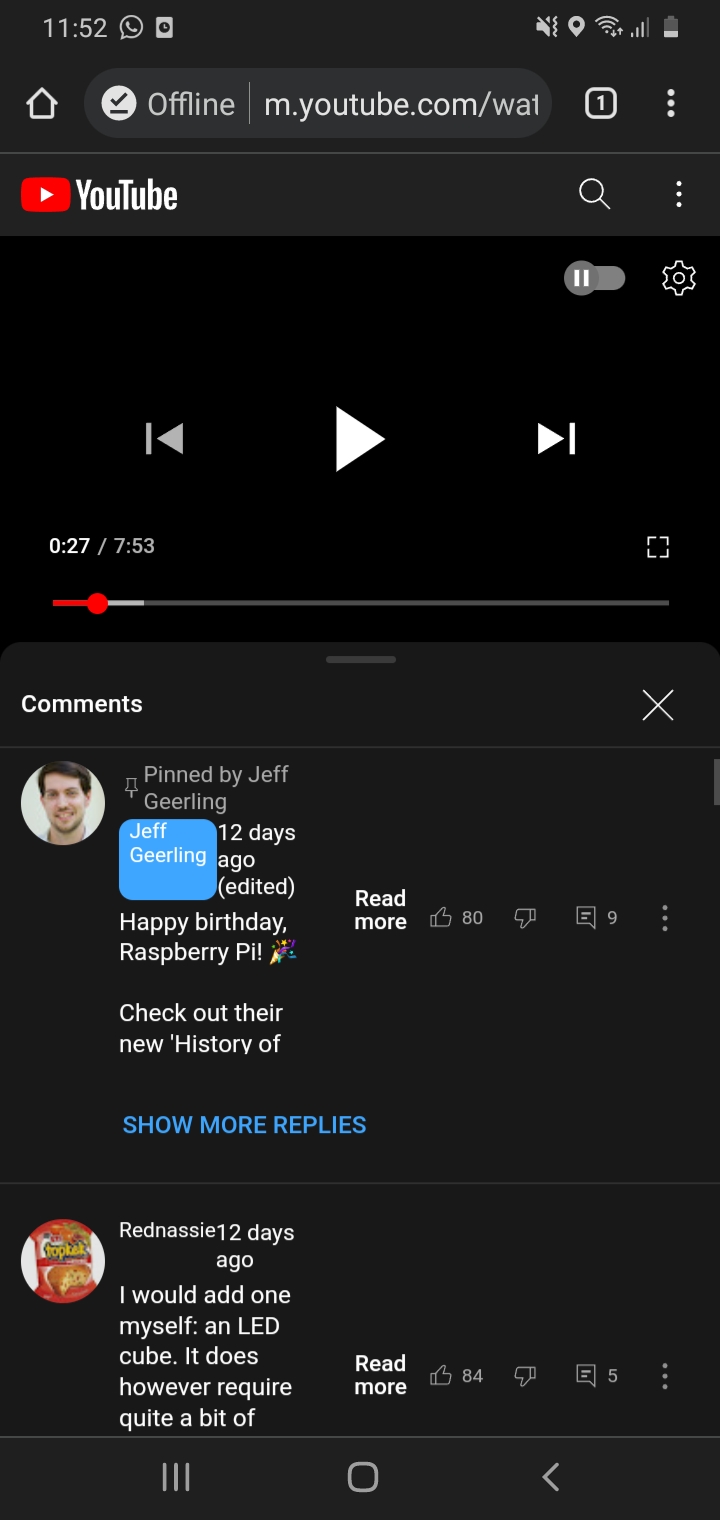 11:52
1
Offline m.youtube.com/wat
YouTube
0:27 / 7:53
Comments
Pinned by Jeff
Geerling
Jeff
Geerling
12 days
ago
(edited)
Happy birthday,
Raspberry Pi! 🎉
Check out their
new 'History of
Read
more
80
9
SHOW MORE REPLIES
Rednassie
12 days
ago
I would add one
myself: an LED
cube. It does
however require
quite a bit of
Read
more
84
5
topkek